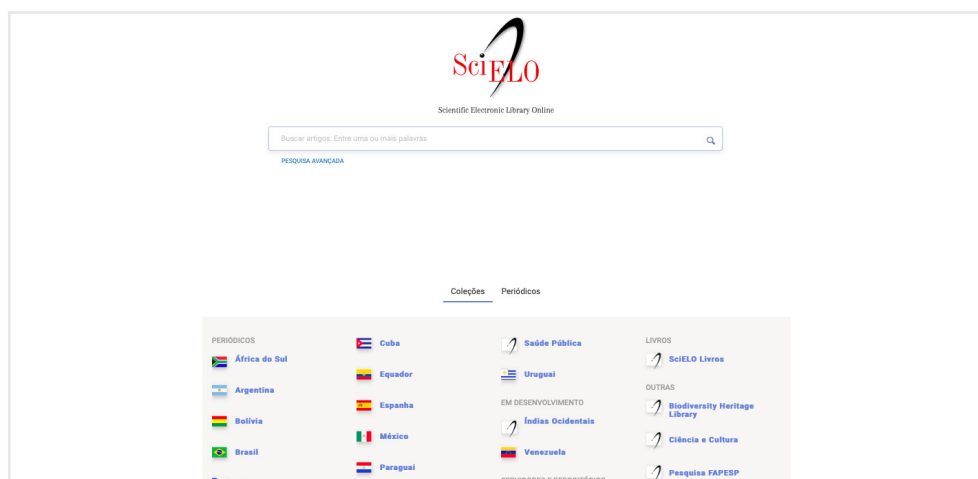 SciELO
Scientific Electronic Library Online
Buscar artigos: Entre uma ou mais palavras
PESQUISA AVANÇADA
Coleções
Periódicos
PERIÓDICOS
África do Sul
Argentina
Bolívia
Brasil
Cuba
Equador
Espanha
México
Paraguai
Saúde Pública
Uruguai
EM DESENVOLVIMENTO
Índias Ocidentais
Venezuela
LIVROS
SciELO Livros
OUTRAS
Biodiversity Heritage
Library
Ciência e Cultura
Pesquisa FAPESP